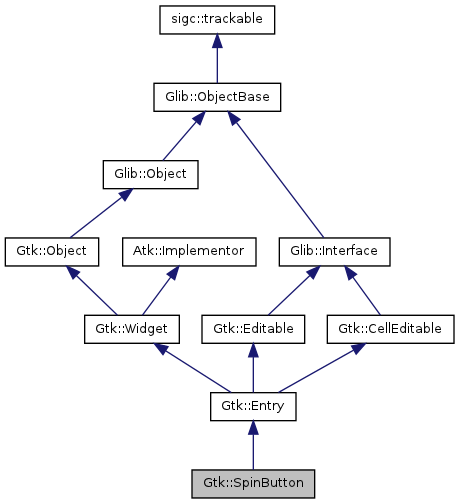 sigc::trackable
Glib::ObjectBase
Glib::Object
Gtk::Object
Atk::Implementor
Glib::Interface
Gtk::Widget
Gtk::Editable
Gtk::CellEditable
Gtk::Entry
Gtk::SpinButton